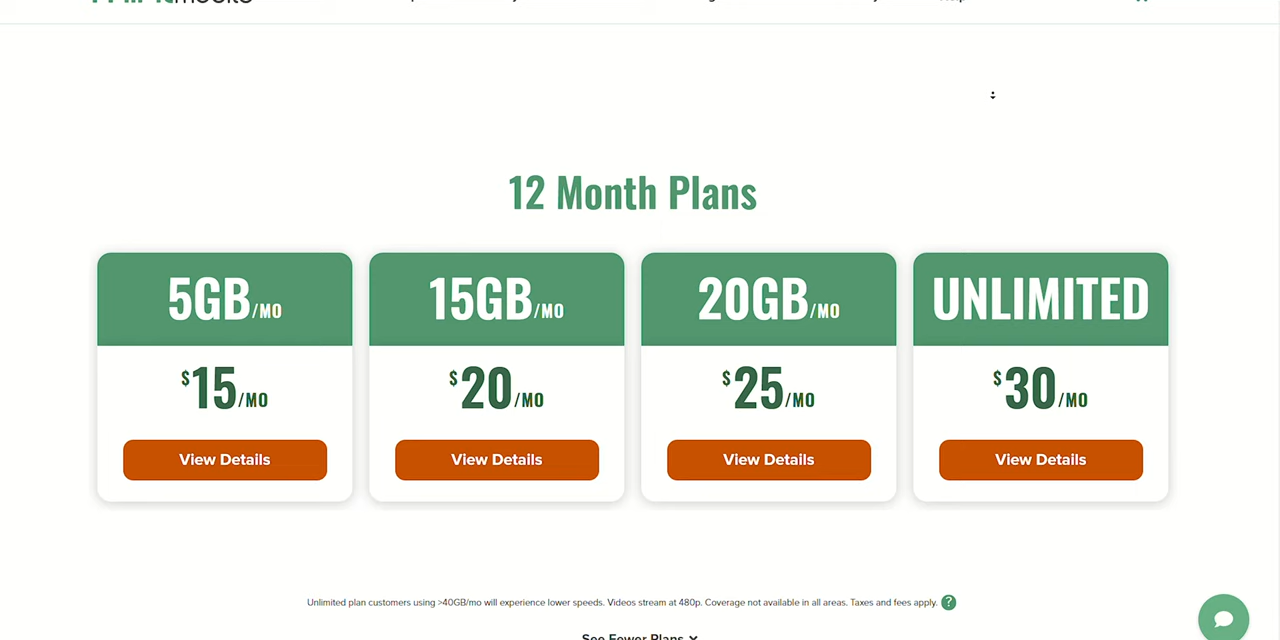 12 Month Plans
5GB/MO
15GB/MO
20GB/MO
UNLIMITED
$15/MO
$20/MO
$25/MO
$30/MO
View Details
View Details
View Details
View Details
Unlimited plan customers using >40GB/mo will experience lower speeds. Videos stream at 480p. Coverage not available in all areas. Taxes and fees apply. ?
See Fewer Plans